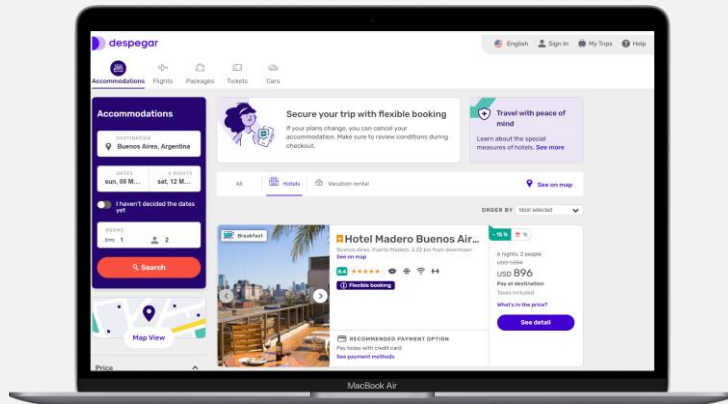 despegar
English
Sign In
My Trips
Help
Accommodations
Flights
Packages
Tickets
Cars
Accommodations
DESTINATION
Buenos Aires, Argentina
DATES
6 NIGHTS
sun, 06 M...
sat, 12 M...
I haven't decided the dates
yet
ROOMS
1
2
Search
Map View
Price
Secure your trip with flexible booking
If your plans change, you can cancel your
accommodation. Make sure to review conditions during
checkout.
Travel with peace of
mind
Learn about the special
measures of hotels. See more
All
Hotels
Vacation rental
See on map
ORDER BY
Most selected
Breakfast
Hotel Madero Buenos Air...
Buenos Aires, Puerto Madero,
from downtown
See on map
8.4
Flexible booking
RECOMMENDED PAYMENT OPTION
Pay today with credit card
See payment methods
%
6 nights, 2 people
USD
USD 896
Pay at destination
Taxes included
What's in the price?
See detail
MacBook Air